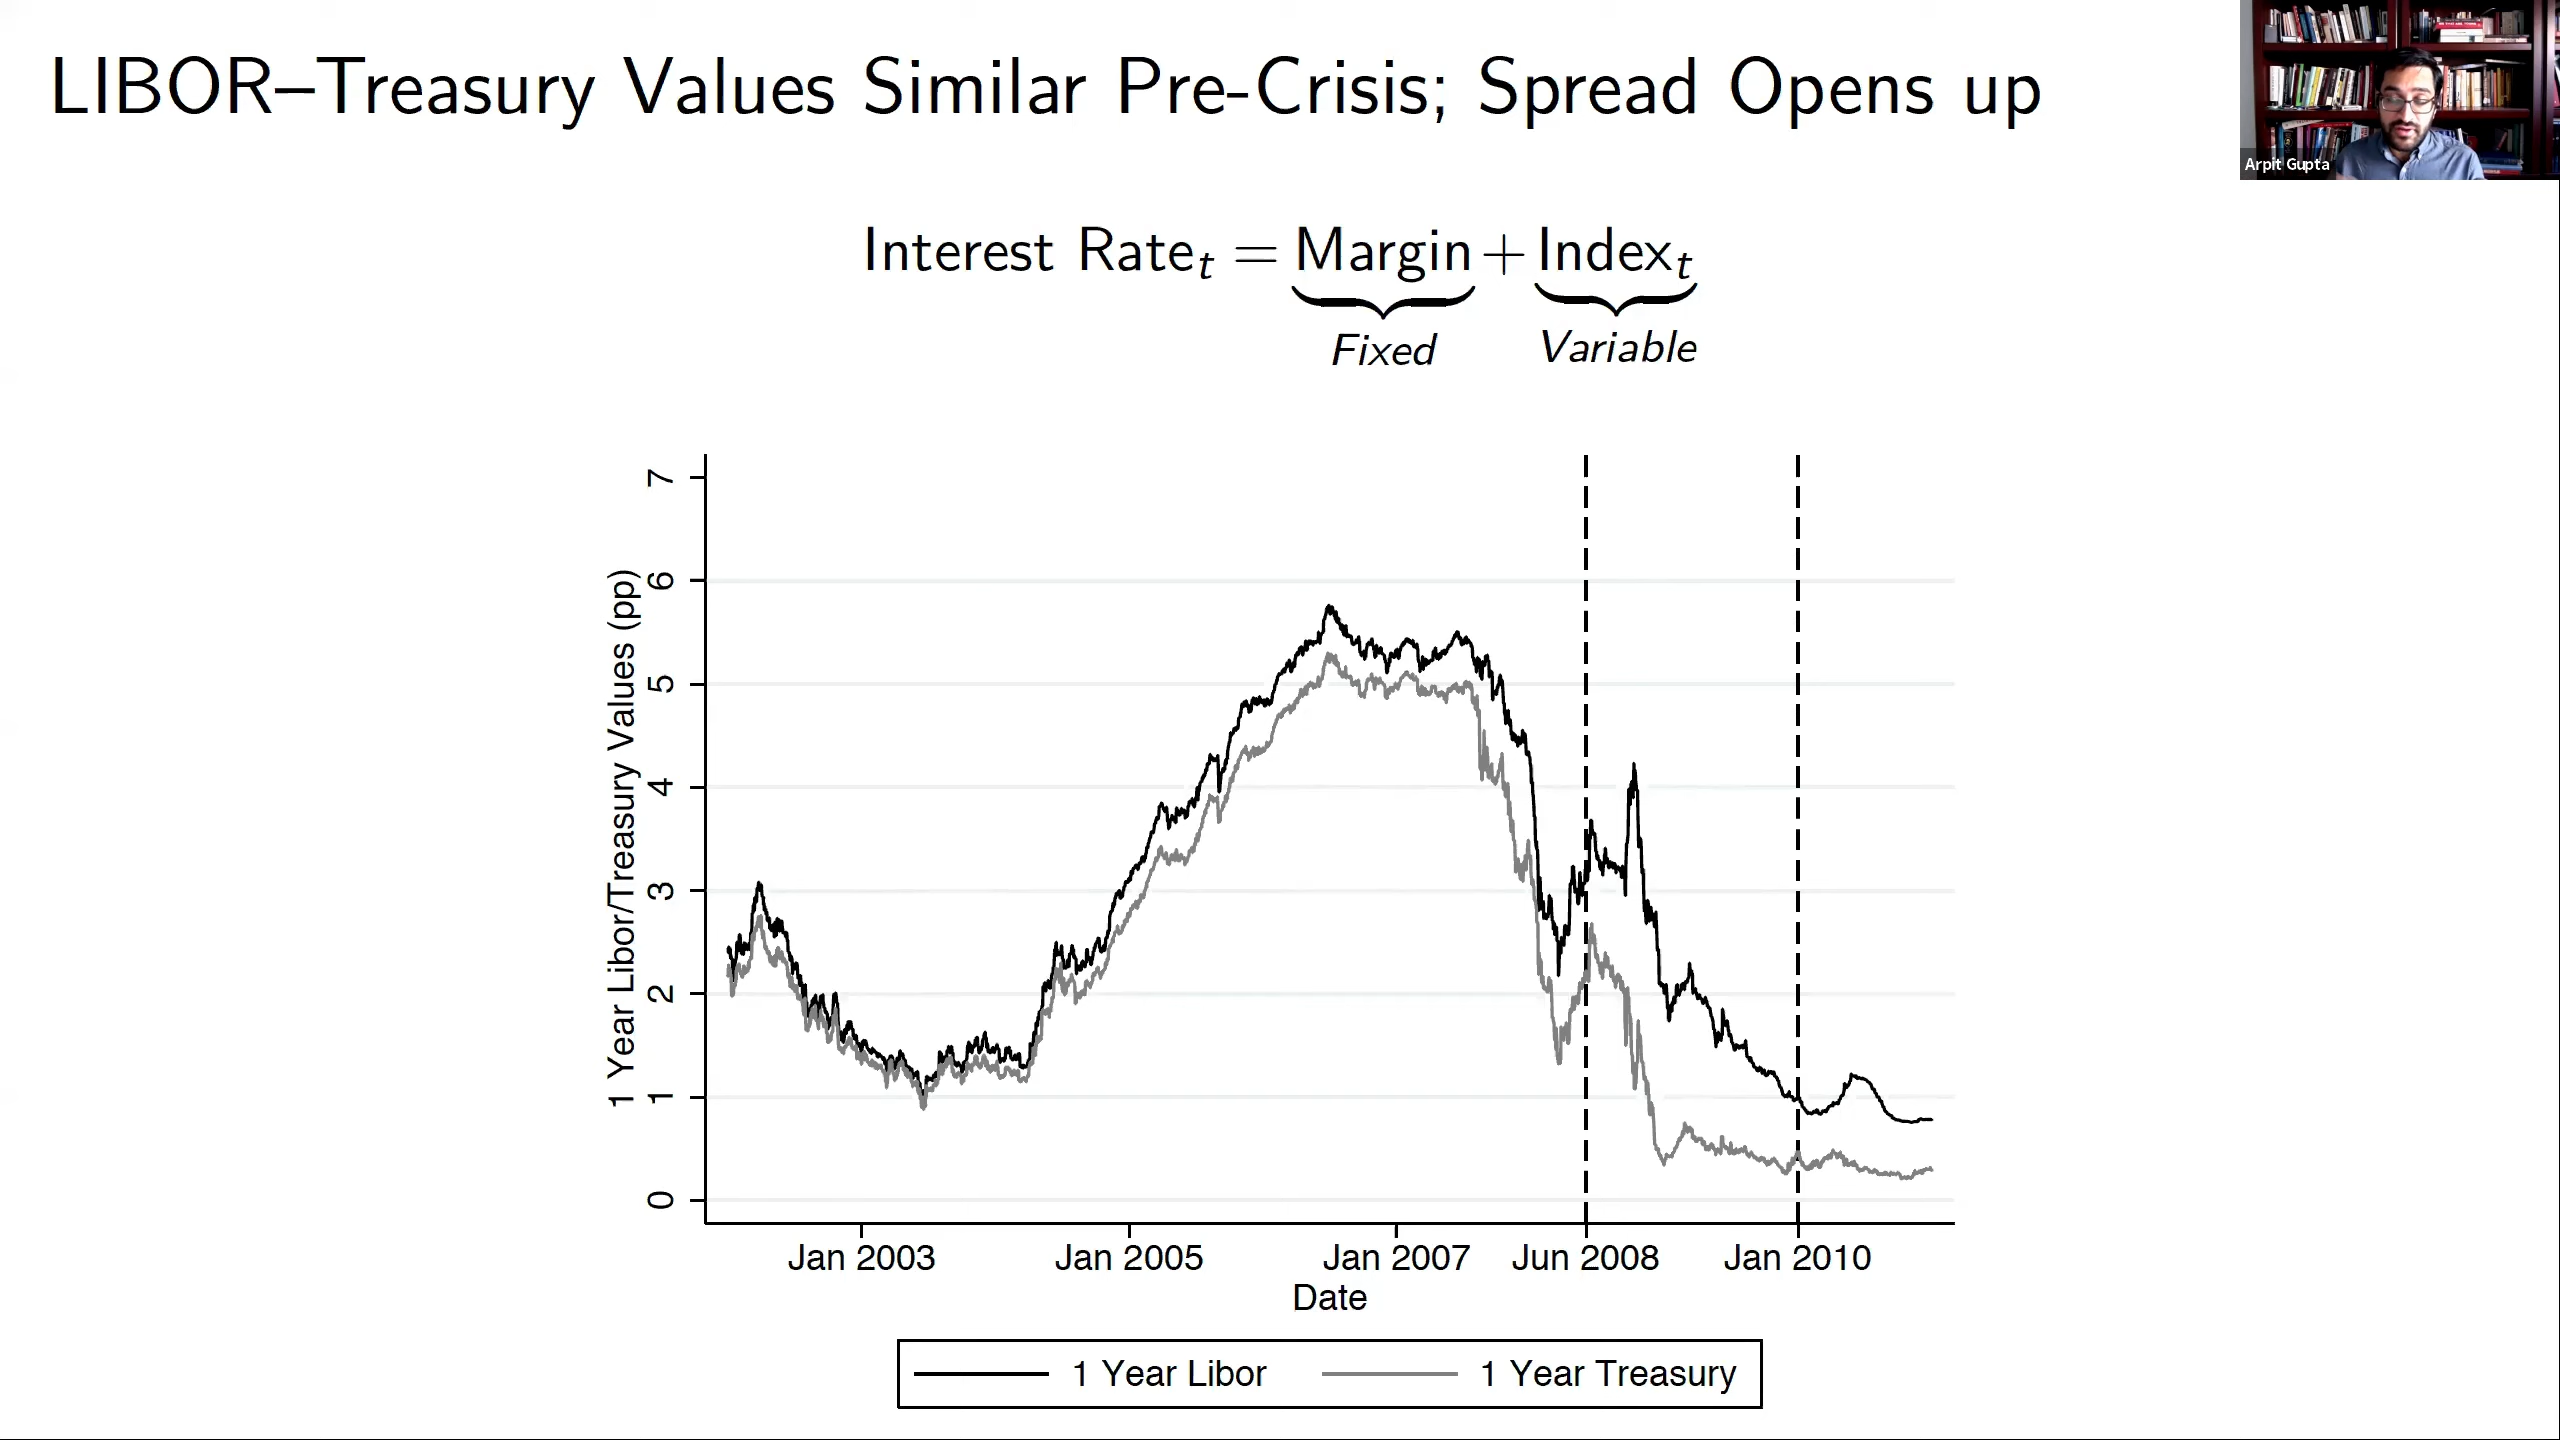 LIBOR–Treasury Values Similar Pre-Crisis; Spread Opens up
Arpit Gupta
Interest Rate_t = Margin + Index_t
Fixed
Variable
1 Year Libor/Treasury Values (pp)
7
6
5
4
3
2
1
0
Jan 2003
Jan 2005
Jan 2007
Jun 2008
Jan 2010
Date
1 Year Libor
1 Year Treasury